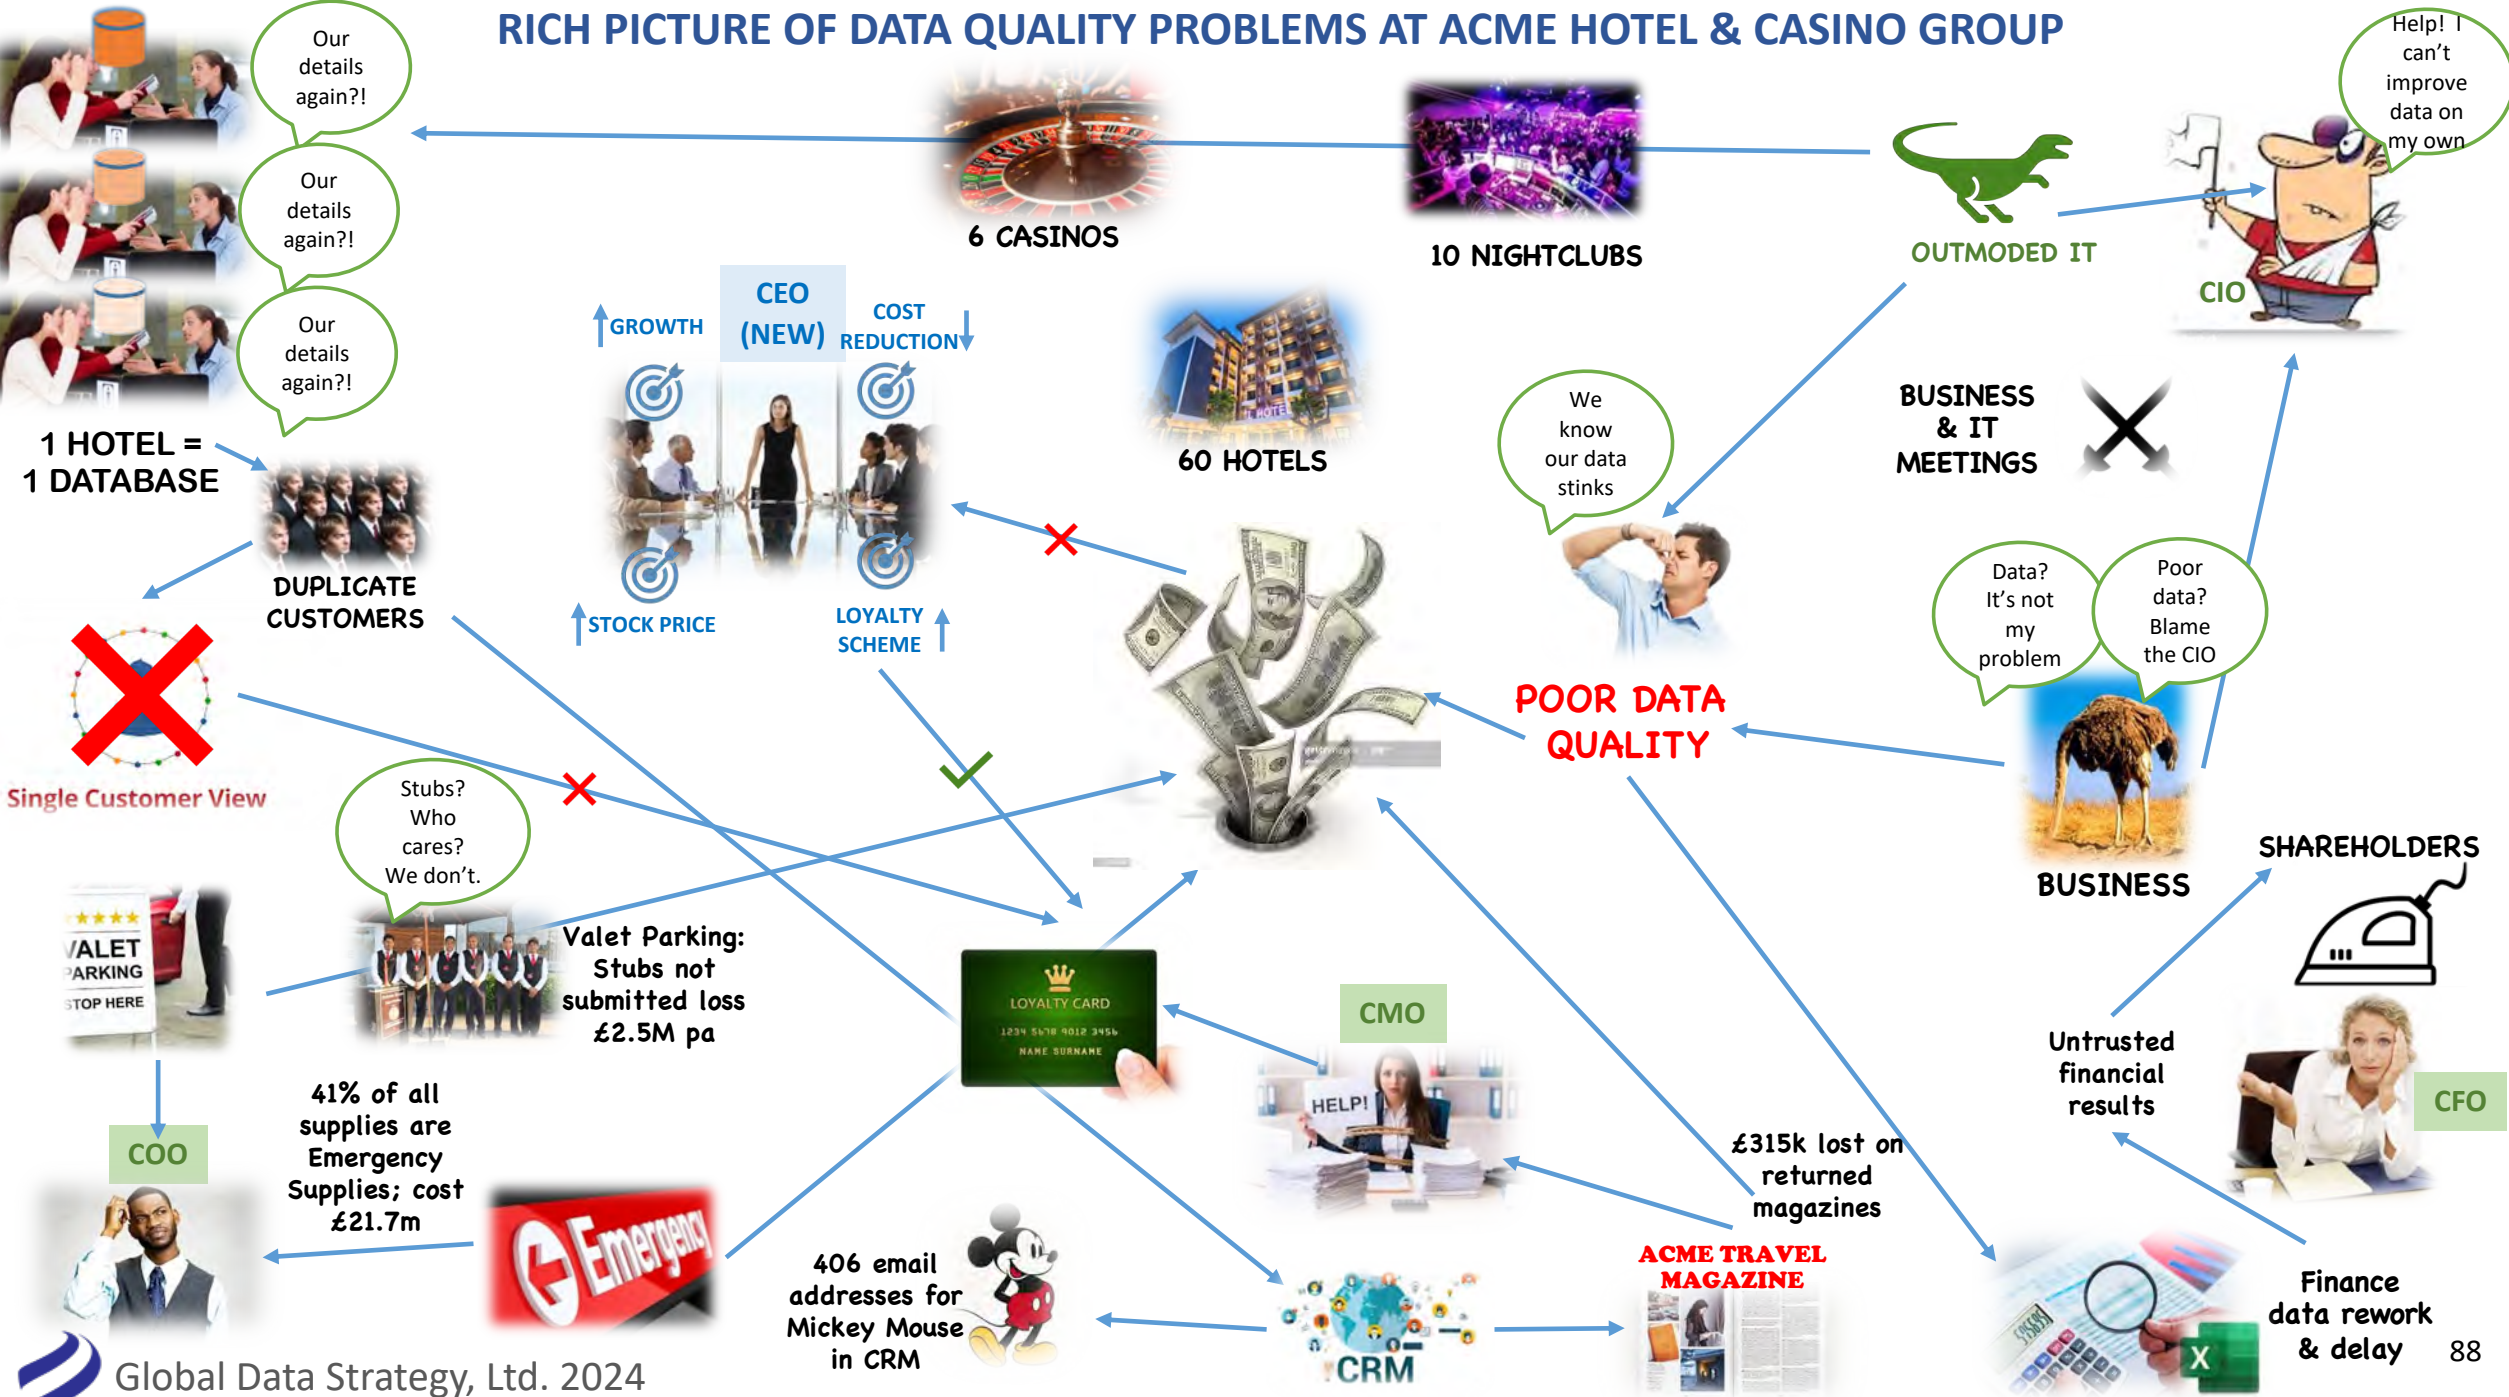 RICH PICTURE OF DATA QUALITY PROBLEMS AT ACME HOTEL & CASINO GROUP
Our
details
again?!
Our
details
again?!
Our
details
again?!
6 CASINOS
10 NIGHTCLUBS
OUTMODED IT
Help! I
can't
improve
data on
my own
CIO
1 HOTEL =
1 DATABASE
DUPLICATE
CUSTOMERS
GROWTH
CEO
(NEW)
COST
REDUCTION
STOCK PRICE
LOYALTY
SCHEME
HOTEL
60 HOTELS
We
know
our data
stinks
BUSINESS
& IT
MEETINGS
Data?
It's not
my
problem
Poor
data?
Blame
the CIO
POOR DATA
QUALITY
BUSINESS
Single Customer View
Stubs?
Who
cares?
We don't.
VALET
PARKING
STOP HERE
Valet Parking:
Stubs not
submitted loss
£2.5M pa
LOYALTY CARD
1234 5678 9012 3456
NAME SURNAME
CMO
HELP!
SHAREHOLDERS
Untrusted
financial
results
CFO
COO
41% of all
supplies are
Emergency
Supplies; cost
£21.7m
Emergency
406 email
addresses for
Mickey Mouse
in CRM
CRM
£315k lost on
returned
magazines
ACME TRAVEL
MAGAZINE
X
Finance
data rework
& delay
88
Global Data Strategy, Ltd. 2024